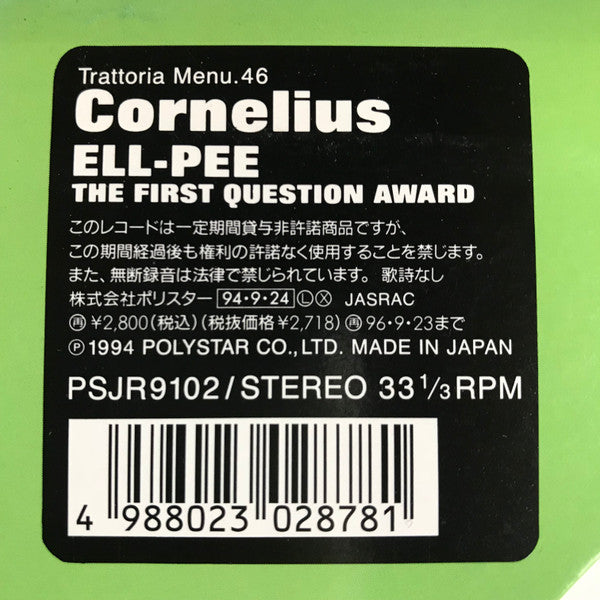 Trattoria Menu.46
Cornelius
ELL-PEE
THE FIRST QUESTION AWARD
このレコードは一定期間貸与非許諾商品ですが、
この期間経過後も権利の許諾なく使用することを禁じます。
また、無断録音は法律で禁じられています。 歌詩なし
株式会社ポリスター 94・9・24 Ⓛ Ⓧ JASRAC
㋐ ¥2,800(税込)(税抜価格¥2,718) 再 96・9・23まで
Ⓟ 1994 POLYSTAR CO., LTD. MADE IN JAPAN
PSJR9102/STEREO 33 1/3 RPM
4 988023 028781